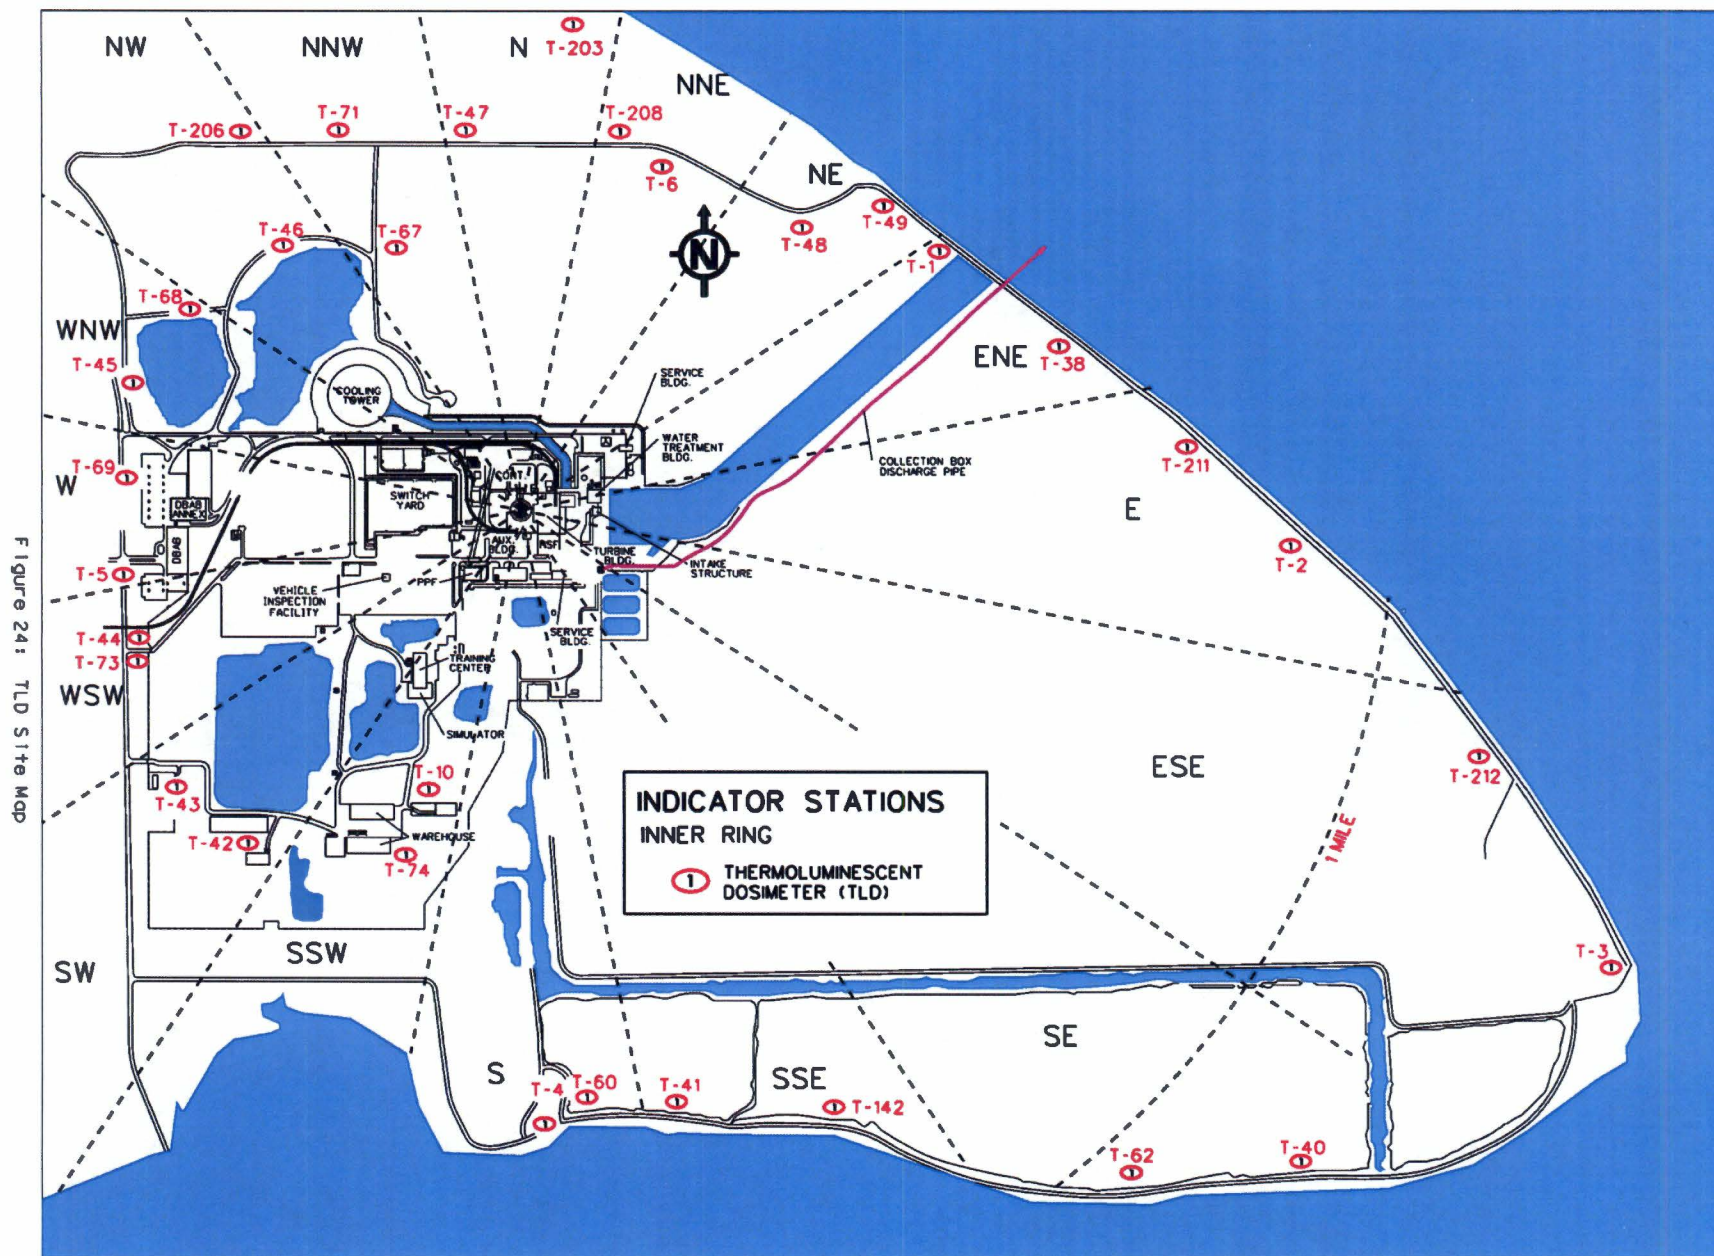 NW
NNW
N
T-203
NNE
T-206
T-71
T-47
T-208
T-6
NE
T-49
T-48
T-1
N
T-46
T-67
T-68
WNW
T-45
ENE
T-38
COOLING
TOWER
SERVICE
BLDG.
WATER
TREATMENT
BLDG.
COLLECTION BOX
DISCHARGE PIPE
T-211
W
T-69
CONT.
SWITCH
YARD
DBAB
ANNEX
DBAB
E
T-2
AUX.
BLDG.
TURBINE
BLDG.
INTAKE
STRUCTURE
T-5
PPF
VEHICLE
INSPECTION
FACILITY
SERVICE
BLDG.
T-44
T-73
WSW
TRAINING
CENTER
SIMULATOR
ESE
T-212
T-43
T-10
T-42
WAREHOUSE
T-74
INDICATOR STATIONS
INNER RING
1 THERMOLUMINESCENT
DOSIMETER (TLD)
1 MILE
SW
SSW
T-3
S
SE
SSE
T-4
T-60
T-41
T-142
T-62
T-40
Figure 24: TLD Site Map